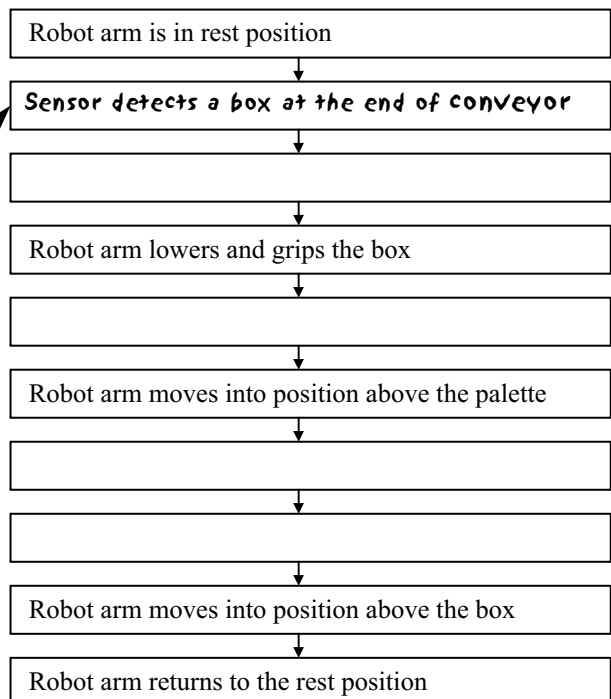 Robot arm is in rest position
Sensor detects a box at the end of conveyor
Robot arm lowers and grips the box
Robot arm moves into position above the palette
Robot arm moves into position above the box
Robot arm returns to the rest position